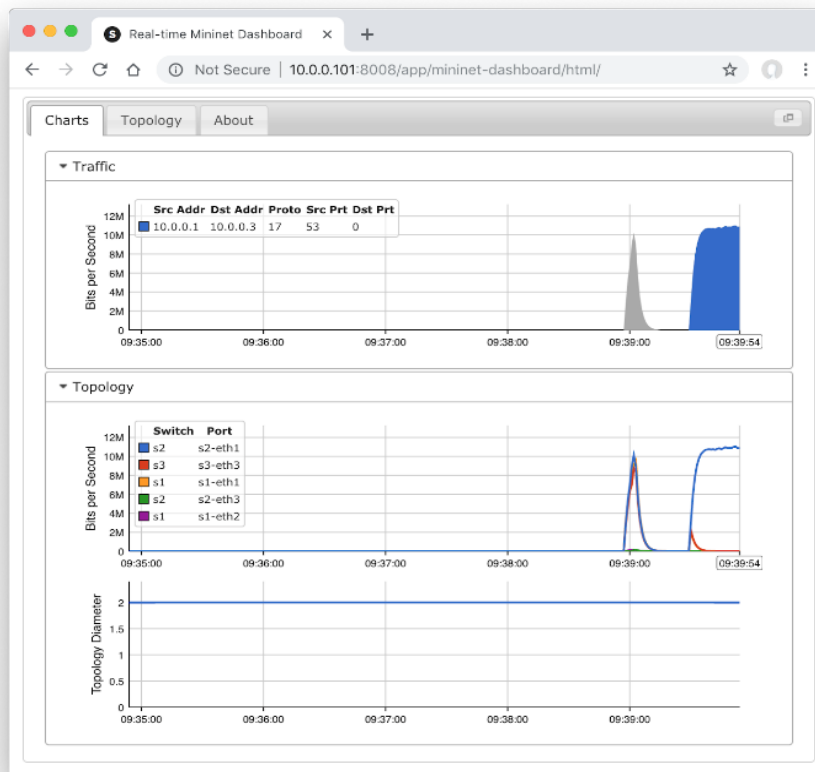 S Real-time Mininet Dashboard × +
Not Secure | 10.0.0.101:8008/app/mininet-dashboard/html/
Charts Topology About
Traffic
Src Addr Dst Addr Proto Src Prt Dst Prt
10.0.0.1 10.0.0.3 17 53 0
Bits per Second
12M
10M
8M
6M
4M
2M
0
09:35:00 09:36:00 09:37:00 09:38:00 09:39:00 09:39:54
Topology
Switch Port
s2 s2-eth1
s3 s3-eth3
s1 s1-eth1
s2 s2-eth3
s1 s1-eth2
Bits per Second
12M
10M
8M
6M
4M
2M
0
09:35:00 09:36:00 09:37:00 09:38:00 09:39:00 09:39:54
Topology Diameter
2
1.5
1
0.5
0
09:35:00 09:36:00 09:37:00 09:38:00 09:39:00